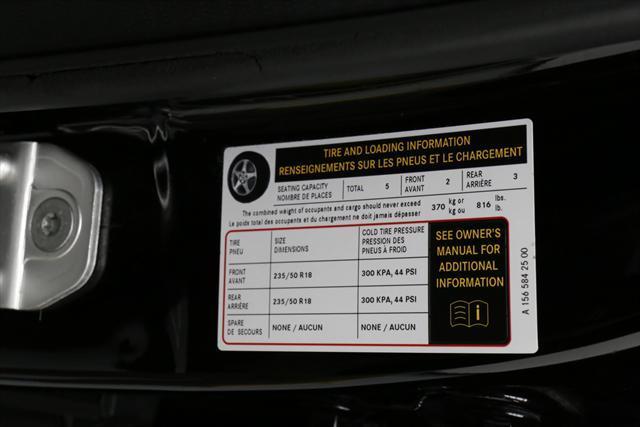 TIRE AND LOADING INFORMATION
RENSEIGNEMENTS SUR LES PNEUS ET LE CHARGEMENT
SEATING CAPACITY
NOMBRE DE PLACES
TOTAL 5
FRONT
AVANT
2
REAR
ARRIÈRE
3
The combined weight of occupants and cargo should never exceed 370 kg or 816 lbs.
Le poids total des occupants et du chargement ne doit jamais dépasser kg ou lb.
TIRE
PNEU
SIZE
DIMENSIONS
COLD TIRE PRESSURE
PRESSION DES
PNEUS À FROID
FRONT
AVANT
235/50 R18
300 KPA, 44 PSI
REAR
ARRIÈRE
235/50 R18
300 KPA, 44 PSI
SPARE
DE SECOURS
NONE / AUCUN
NONE / AUCUN
SEE OWNER'S
MANUAL FOR
ADDITIONAL
INFORMATION
i
A 156 584 25 00